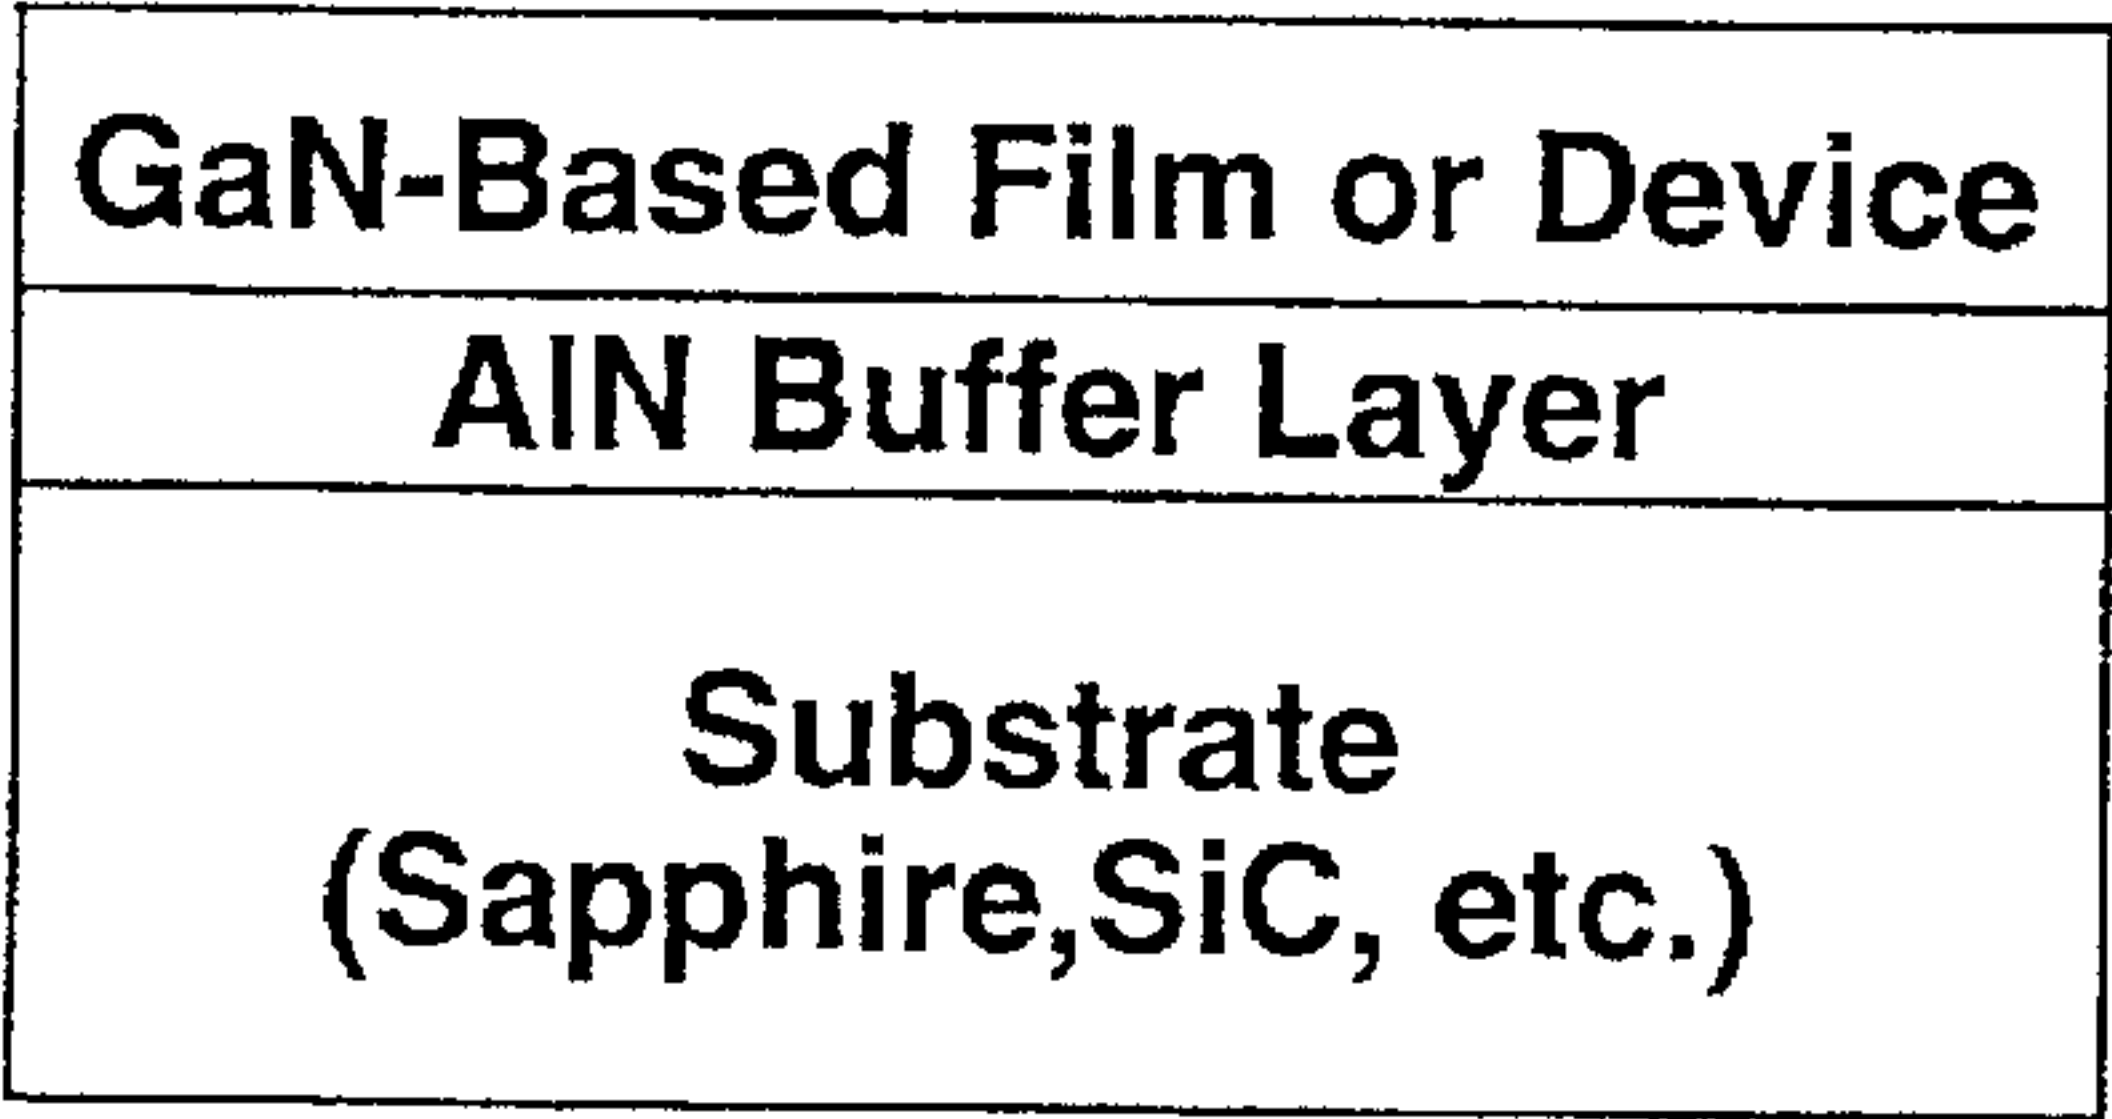 GaN-Based Film or Device
AlN Buffer Layer
Substrate
(Sapphire,SiC, etc.)